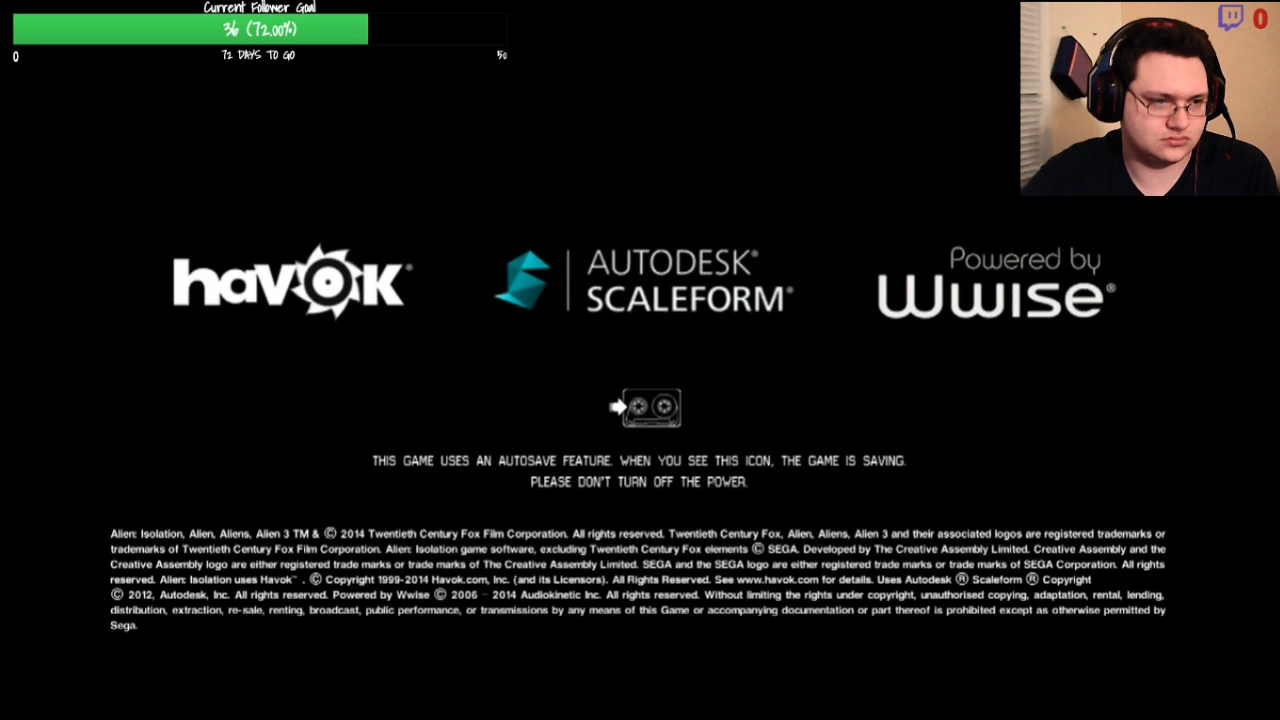 Current Follower Goal
36 (72.00%)
0
72 DAYS TO GO
50
0
havok®
AUTODESK®
SCALEFORM®
Powered by
Wwise®
THIS GAME USES AN AUTOSAVE FEATURE. WHEN YOU SEE THIS ICON, THE GAME IS SAVING.
PLEASE DON'T TURN OFF THE POWER.
Alien: Isolation, Alien, Aliens, Alien 3 TM & © 2014 Twentieth Century Fox Film Corporation. All rights reserved. Twentieth Century Fox, Alien, Aliens, Alien 3 and their associated logos are registered trademarks or
trademarks of Twentieth Century Fox Film Corporation. Alien: Isolation game software, excluding Twentieth Century Fox elements © SEGA. Developed by The Creative Assembly Limited. Creative Assembly and the
Creative Assembly logo are either registered trade marks or trade marks of The Creative Assembly Limited. SEGA and the SEGA logo are either registered trade marks or trade marks of SEGA Corporation. All rights
reserved. Alien: Isolation uses Havok™ . © Copyright 1999-2014 Havok.com, Inc. (and its Licensors). All Rights Reserved. See www.havok.com for details. Uses Autodesk ® Scaleform ® Copyright
© 2012, Autodesk, Inc. All rights reserved. Powered by Wwise © 2006 – 2014 Audiokinetic Inc. All rights reserved. Without limiting the rights under copyright, unauthorised copying, adaptation, rental, lending,
distribution, extraction, re-sale, renting, broadcast, public performance, or transmissions by any means of this Game or accompanying documentation or part thereof is prohibited except as otherwise permitted by
Sega.